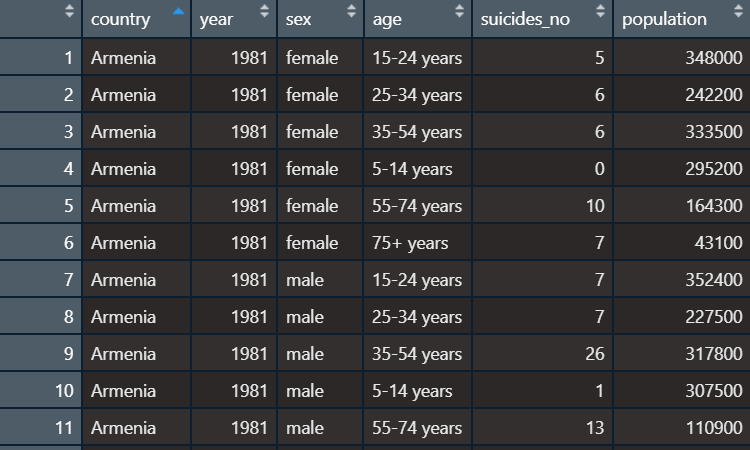 country year sex age suicides_no population
1 Armenia 1981 female 15-24 years 5 348000
2 Armenia 1981 female 25-34 years 6 242200
3 Armenia 1981 female 35-54 years 6 333500
4 Armenia 1981 female 5-14 years 0 295200
5 Armenia 1981 female 55-74 years 10 164300
6 Armenia 1981 female 75+ years 7 43100
7 Armenia 1981 male 15-24 years 7 352400
8 Armenia 1981 male 25-34 years 7 227500
9 Armenia 1981 male 35-54 years 26 317800
10 Armenia 1981 male 5-14 years 1 307500
11 Armenia 1981 male 55-74 years 13 110900